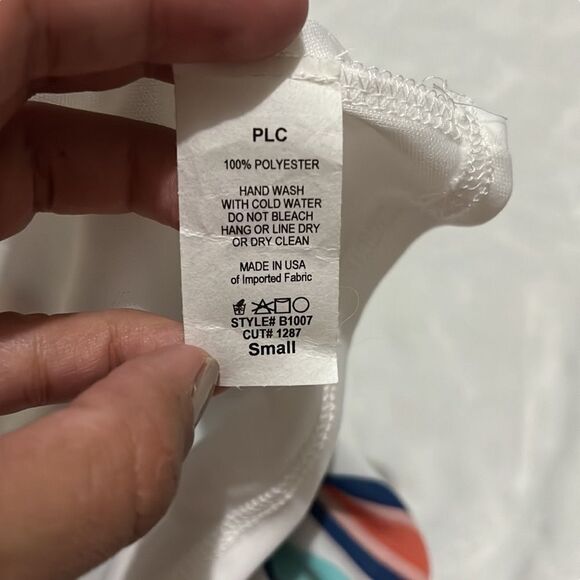 PLC
100% POLYESTER
HAND WASH
WITH COLD WATER
DO NOT BLEACH
HANG OR LINE DRY
OR DRY CLEAN
MADE IN USA
of Imported Fabric
STYLE# B1007
CUT# 1287
Small